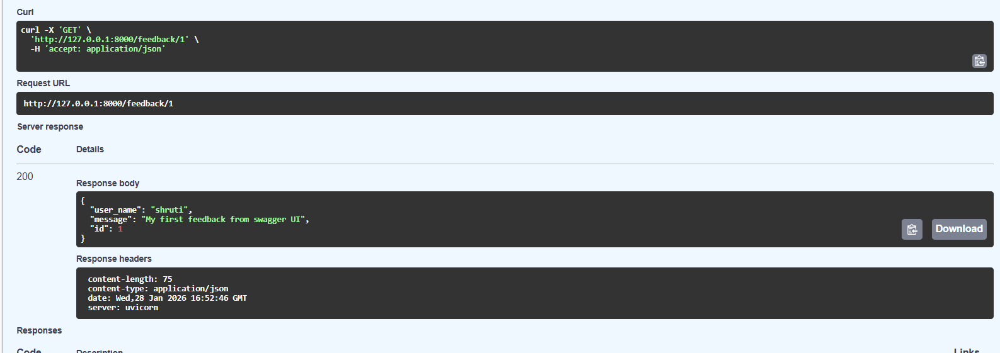 Curl
curl -X 'GET' \
  'http://127.0.0.1:8000/feedback/1' \
  -H 'accept: application/json'
Request URL
http://127.0.0.1:8000/feedback/1
Server response
Code Details
200
Response body
{
  "user_name": "shruti",
  "message": "My first feedback from swagger UI",
  "id": 1
}
Download
Response headers
content-length: 75
content-type: application/json
date: Wed,28 Jan 2026 16:52:46 GMT
server: uvicorn
Responses
Code Description Links